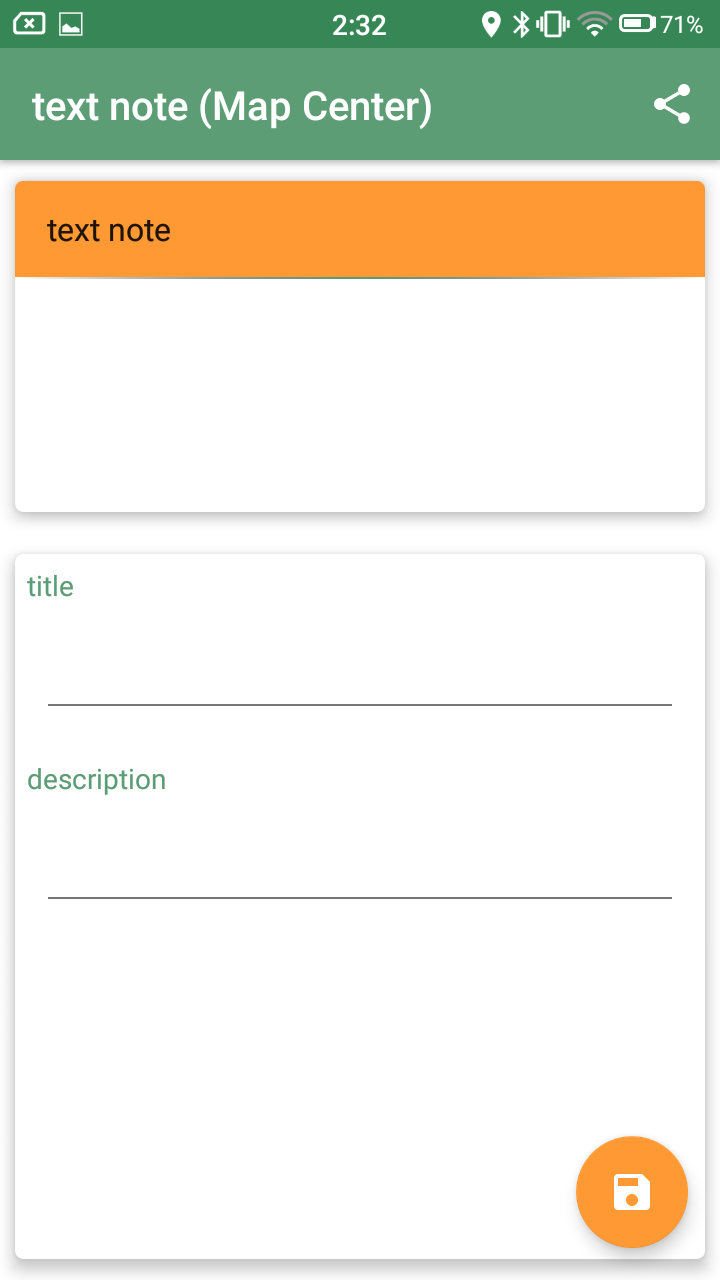 2:32
71%
text note (Map Center)
text note
title
description